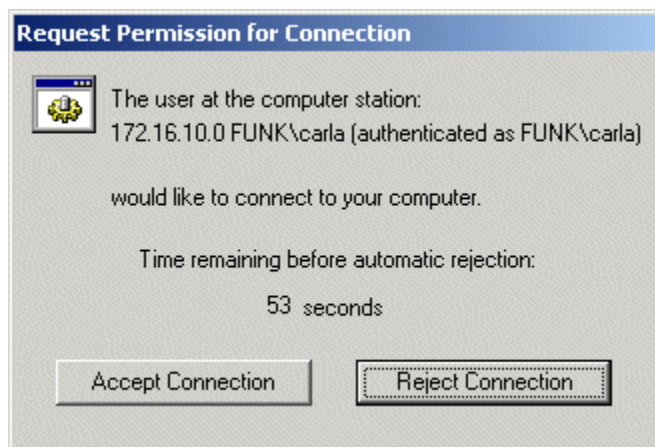 Request Permission for Connection
The user at the computer station:
172.16.10.0 FUNK\carla (authenticated as FUNK\carla)
would like to connect to your computer.
Time remaining before automatic rejection:
53 seconds
Accept Connection Reject Connection